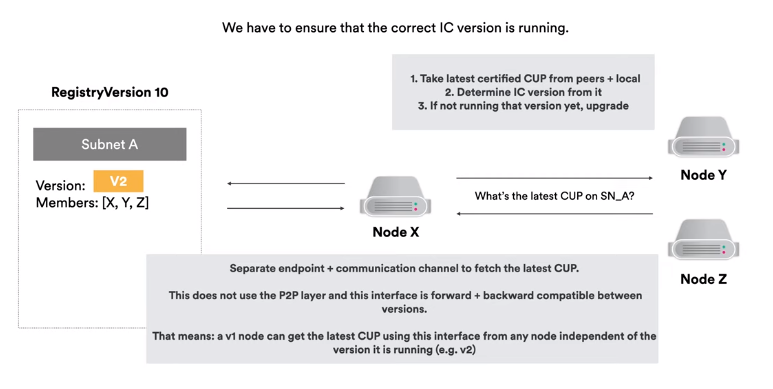 We have to ensure that the correct IC version is running.
1. Take latest certified CUP from peers + local
2. Determine IC version from it
3. If not running that version yet, upgrade
RegistryVersion 10
Subnet A
Version: V2
Members: [X, Y, Z]
Node X
What's the latest CUP on SN_A?
Node Y
Node Z
Separate endpoint + communication channel to fetch the latest CUP.
This does not use the P2P layer and this interface is forward + backward compatible between
versions.
That means: a v1 node can get the latest CUP using this interface from any node independent of the
version it is running (e.g. v2)